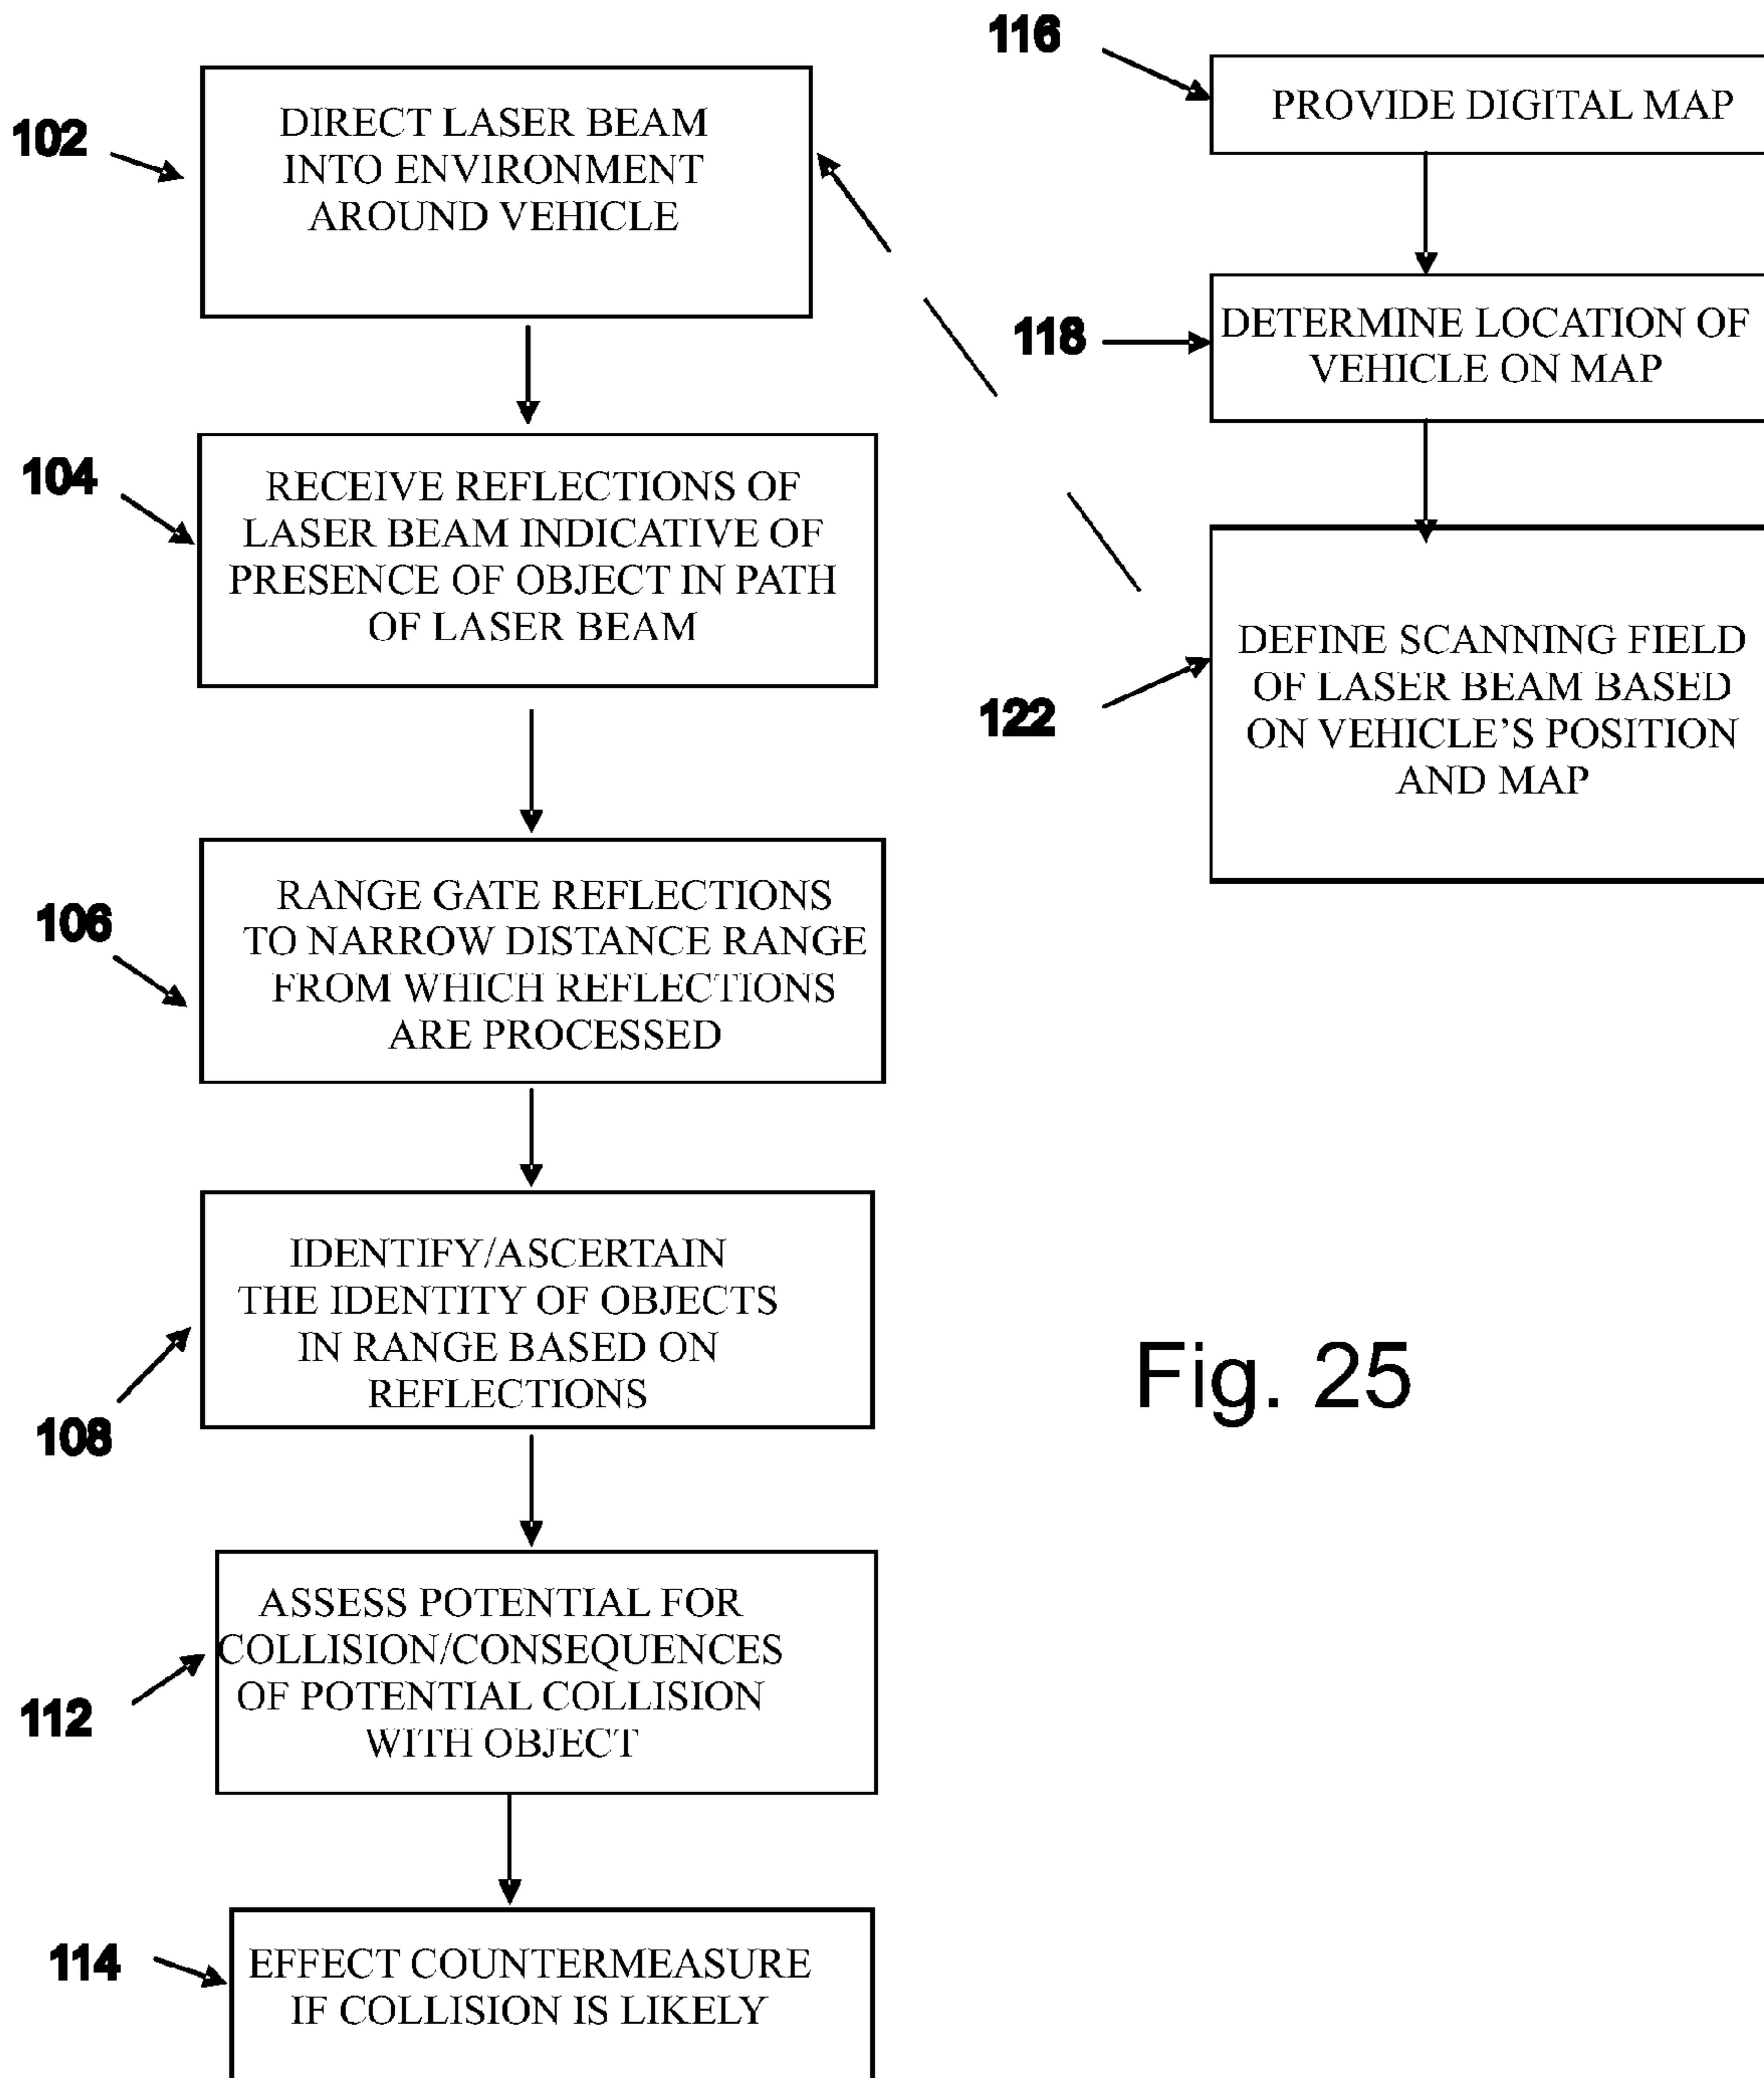 102
DIRECT LASER BEAM
INTO ENVIRONMENT
AROUND VEHICLE
104
RECEIVE REFLECTIONS OF
LASER BEAM INDICATIVE OF
PRESENCE OF OBJECT IN PATH
OF LASER BEAM
106
RANGE GATE REFLECTIONS
TO NARROW DISTANCE RANGE
FROM WHICH REFLECTIONS
ARE PROCESSED
108
IDENTIFY/ASCERTAIN
THE IDENTITY OF OBJECTS
IN RANGE BASED ON
REFLECTIONS
112
ASSESS POTENTIAL FOR
COLLISION/CONSEQUENCES
OF POTENTIAL COLLISION
WITH OBJECT
114
EFFECT COUNTERMEASURE
IF COLLISION IS LIKELY
116
PROVIDE DIGITAL MAP
118
DETERMINE LOCATION OF
VEHICLE ON MAP
122
DEFINE SCANNING FIELD
OF LASER BEAM BASED
ON VEHICLE'S POSITION
AND MAP
Fig. 25